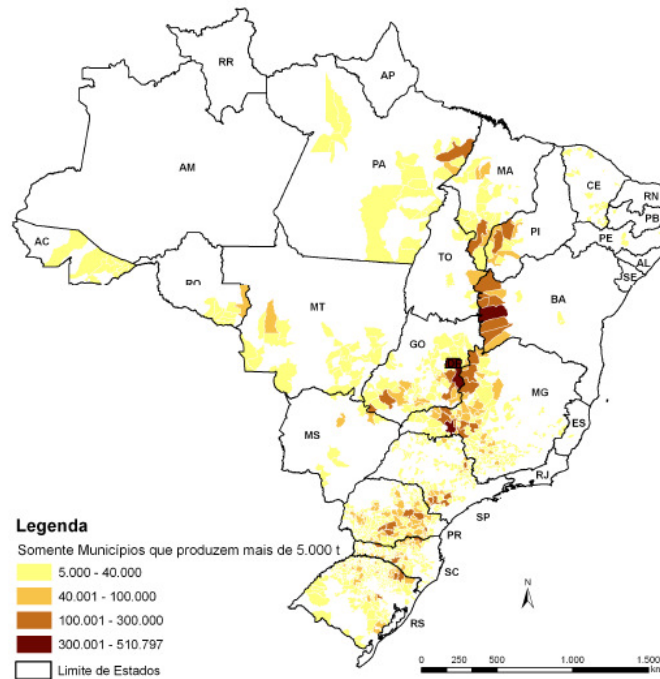 RR
AP
AM
PA
MA
CE
RN
PB
PE
AL
SE
PI
AC
TO
RO
BA
MT
GO
DF
MG
ES
MS
RJ
SP
PR
SC
RS
Legenda
Somente Municípios que produzem mais de 5.000 t
5.000 - 40.000
40.001 - 100.000
100.001 - 300.000
300.001 - 510.797
Limite de Estados
N
0 250 500 1.000 1.500
km